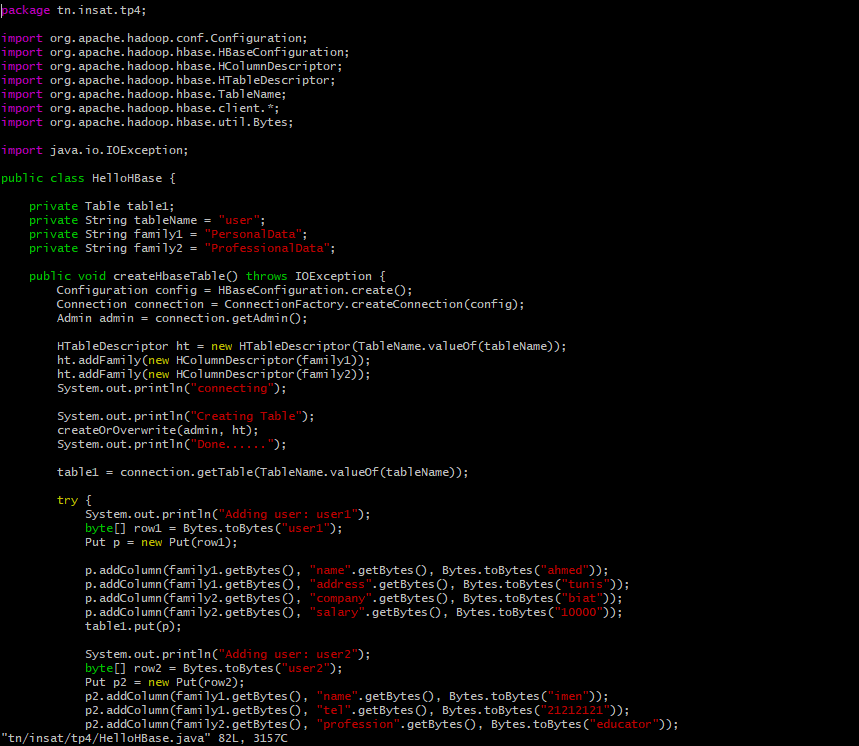 package tn.insat.tp4;

import org.apache.hadoop.conf.Configuration;
import org.apache.hadoop.hbase.HBaseConfiguration;
import org.apache.hadoop.hbase.HColumnDescriptor;
import org.apache.hadoop.hbase.HTableDescriptor;
import org.apache.hadoop.hbase.TableName;
import org.apache.hadoop.hbase.client.*;
import org.apache.hadoop.hbase.util.Bytes;

import java.io.IOException;

public class HelloHBase {

    private Table table1;
    private String tableName = "user";
    private String family1 = "PersonalData";
    private String family2 = "ProfessionalData";

    public void createHbaseTable() throws IOException {
        Configuration config = HBaseConfiguration.create();
        Connection connection = ConnectionFactory.createConnection(config);
        Admin admin = connection.getAdmin();

        HTableDescriptor ht = new HTableDescriptor(TableName.valueOf(tableName));
        ht.addFamily(new HColumnDescriptor(family1));
        ht.addFamily(new HColumnDescriptor(family2));
        System.out.println("connecting");

        System.out.println("Creating Table");
        createOrOverwrite(admin, ht);
        System.out.println("Done......");

        table1 = connection.getTable(TableName.valueOf(tableName));

        try {
            System.out.println("Adding user: user1");
            byte[] row1 = Bytes.toBytes("user1");
            Put p = new Put(row1);

            p.addColumn(family1.getBytes(), "name".getBytes(), Bytes.toBytes("ahmed"));
            p.addColumn(family1.getBytes(), "address".getBytes(), Bytes.toBytes("tunis"));
            p.addColumn(family2.getBytes(), "company".getBytes(), Bytes.toBytes("biat"));
            p.addColumn(family2.getBytes(), "salary".getBytes(), Bytes.toBytes("10000"));
            table1.put(p);

            System.out.println("Adding user: user2");
            byte[] row2 = Bytes.toBytes("user2");
            Put p2 = new Put(row2);
            p2.addColumn(family1.getBytes(), "name".getBytes(), Bytes.toBytes("imen"));
            p2.addColumn(family1.getBytes(), "tel".getBytes(), Bytes.toBytes("21212121"));
            p2.addColumn(family2.getBytes(), "profession".getBytes(), Bytes.toBytes("educator"));
"tn/insat/tp4/HelloHBase.java" 82L, 3157C